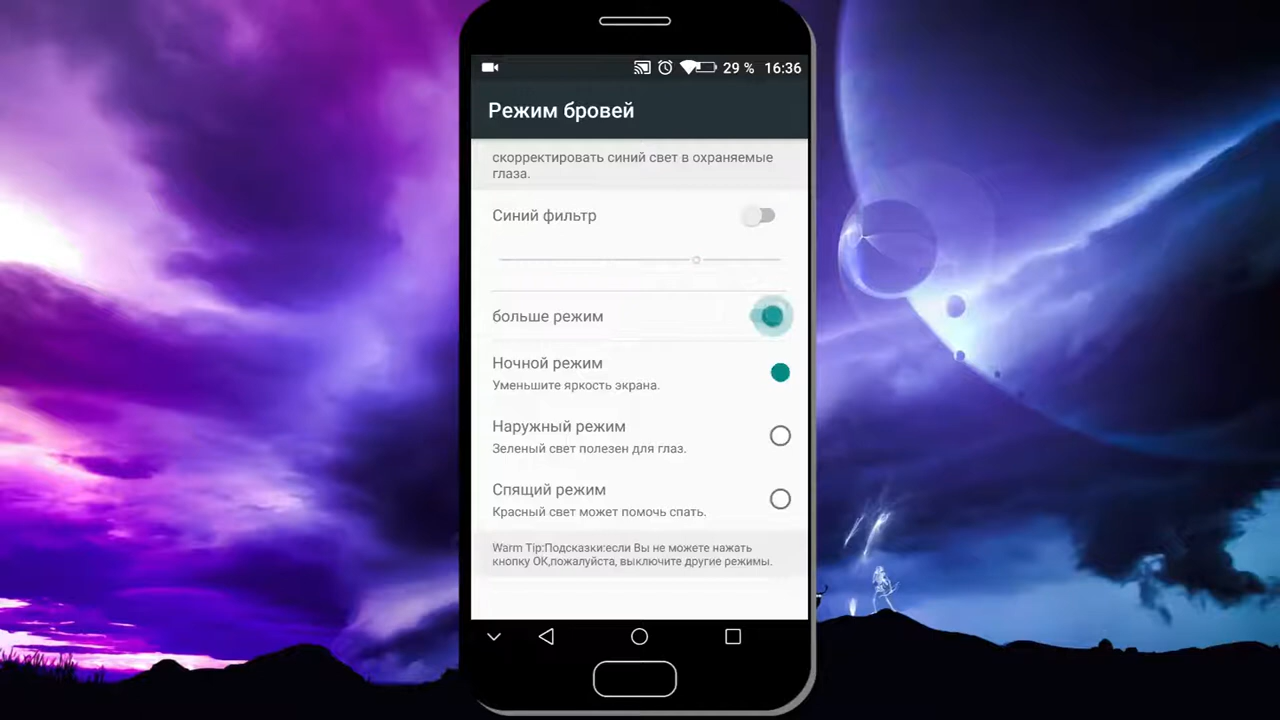 29 % 16:36
Режим бровей
скорректировать синий свет в охраняемые
глаза.
Синий фильтр
больше режим
Ночной режим
Уменьшите яркость экрана.
Наружный режим
Зеленый свет полезен для глаз.
Спящий режим
Красный свет может помочь спать.
Warm Tip:Подсказки:если Вы не можете нажать
кнопку ОК,пожалуйста, выключите другие режимы.